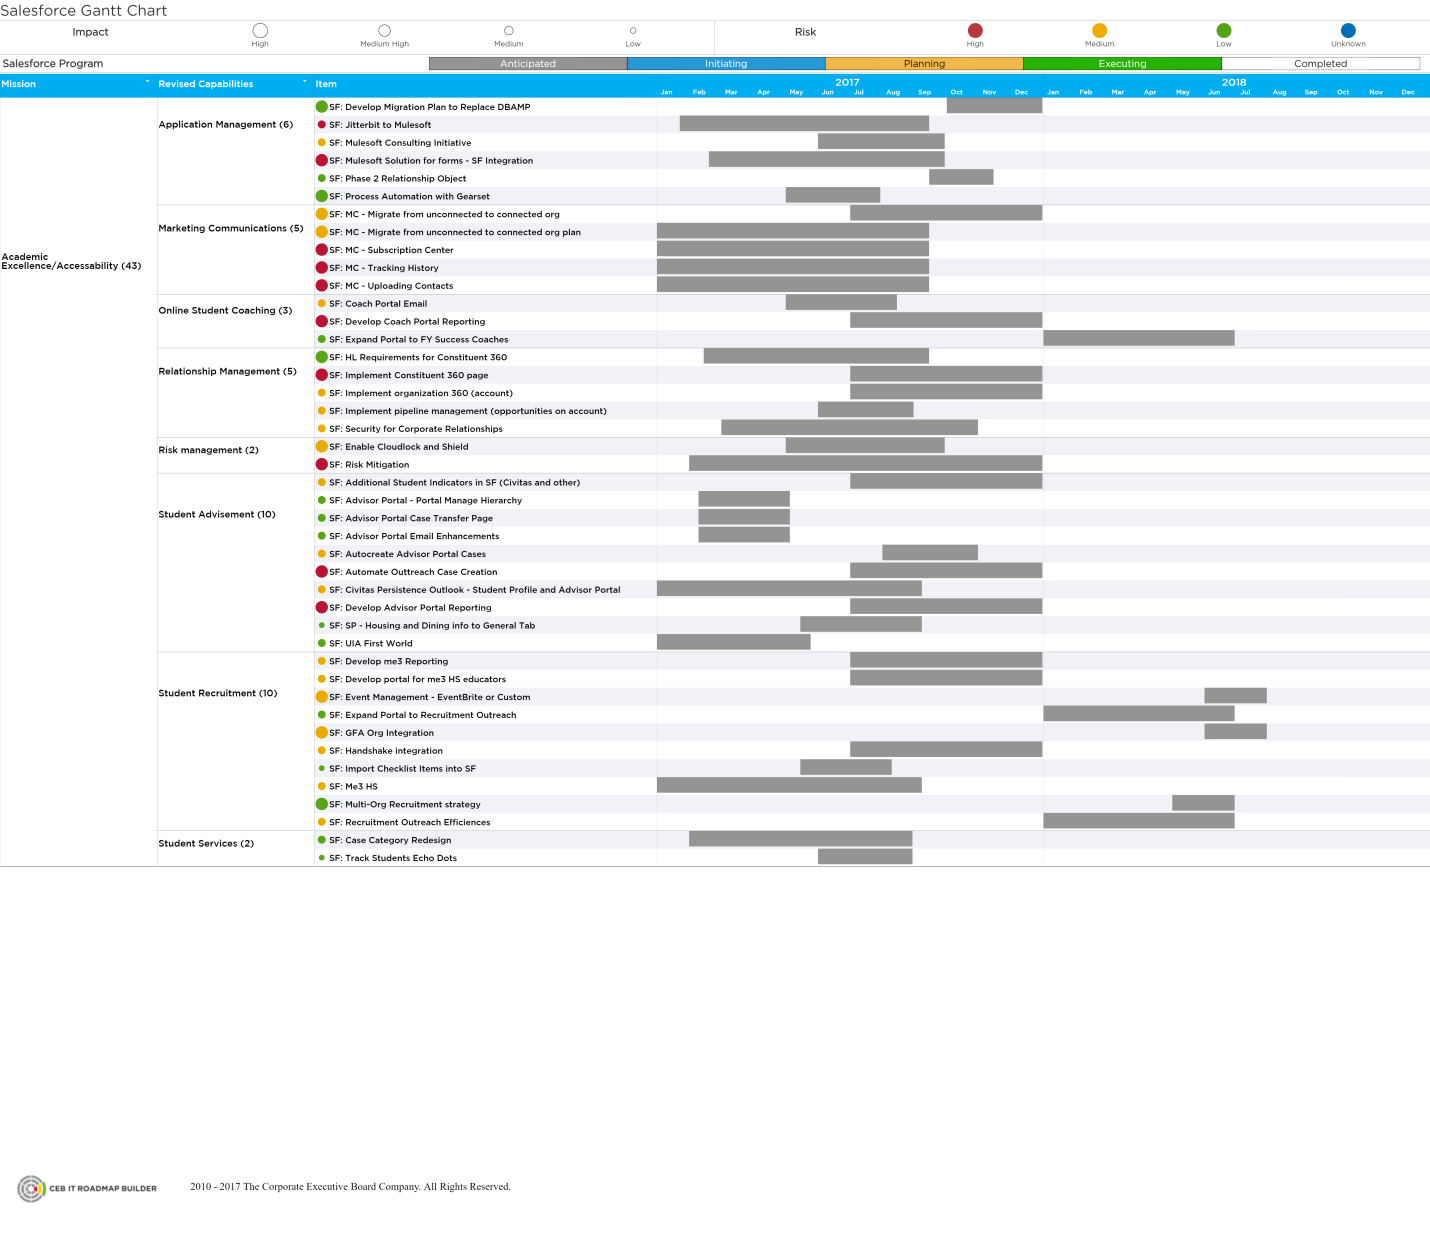 Salesforce Gantt Chart
Impact
High
Medium High
Medium
Low
Risk
High
Medium
Low
Unknown
Salesforce Program
Anticipated
Initiating
Planning
Executing
Completed
Mission
Revised Capabilities
Item
2017
2018
Jan Feb Mar Apr May Jun Jul Aug Sep Oct Nov Dec Jan Feb Mar Apr May Jun Jul Aug Sep Oct Nov Dec
Academic
Excellence/Accessability (43)
Application Management (6)
SF: Develop Migration Plan to Replace DBAMP
SF: Jitterbit to Mulesoft
SF: Mulesoft Consulting Initiative
SF: Mulesoft Solution for forms - SF Integration
SF: Phase 2 Relationship Object
SF: Process Automation with Gearset
Marketing Communications (5)
SF: MC - Migrate from unconnected to connected org
SF: MC - Migrate from unconnected to connected org plan
SF: MC - Subscription Center
SF: MC - Tracking History
SF: MC - Uploading Contacts
Online Student Coaching (3)
SF: Coach Portal Email
SF: Develop Coach Portal Reporting
SF: Expand Portal to FY Success Coaches
Relationship Management (5)
SF: HL Requirements for Constituent 360
SF: Implement Constituent 360 page
SF: Implement organization 360 (account)
SF: Implement pipeline management (opportunities on account)
SF: Security for Corporate Relationships
Risk management (2)
SF: Enable Cloudlock and Shield
SF: Risk Mitigation
Student Advisement (10)
SF: Additional Student Indicators in SF (Civitas and other)
SF: Advisor Portal - Portal Manage Hierarchy
SF: Advisor Portal Case Transfer Page
SF: Advisor Portal Email Enhancements
SF: Autocreate Advisor Portal Cases
SF: Automate Outtreach Case Creation
SF: Civitas Persistence Outlook - Student Profile and Advisor Portal
SF: Develop Advisor Portal Reporting
SF: SP - Housing and Dining info to General Tab
SF: UIA First World
Student Recruitment (10)
SF: Develop me3 Reporting
SF: Develop portal for me3 HS educators
SF: Event Management - EventBrite or Custom
SF: Expand Portal to Recruitment Outreach
SF: GFA Org Integration
SF: Handshake integration
SF: Import Checklist Items into SF
SF: Me3 HS
SF: Multi-Org Recruitment strategy
SF: Recruitment Outreach Efficiences
Student Services (2)
SF: Case Category Redesign
SF: Track Students Echo Dots
CEB IT ROADMAP BUILDER
2010 - 2017 The Corporate Executive Board Company. All Rights Reserved.